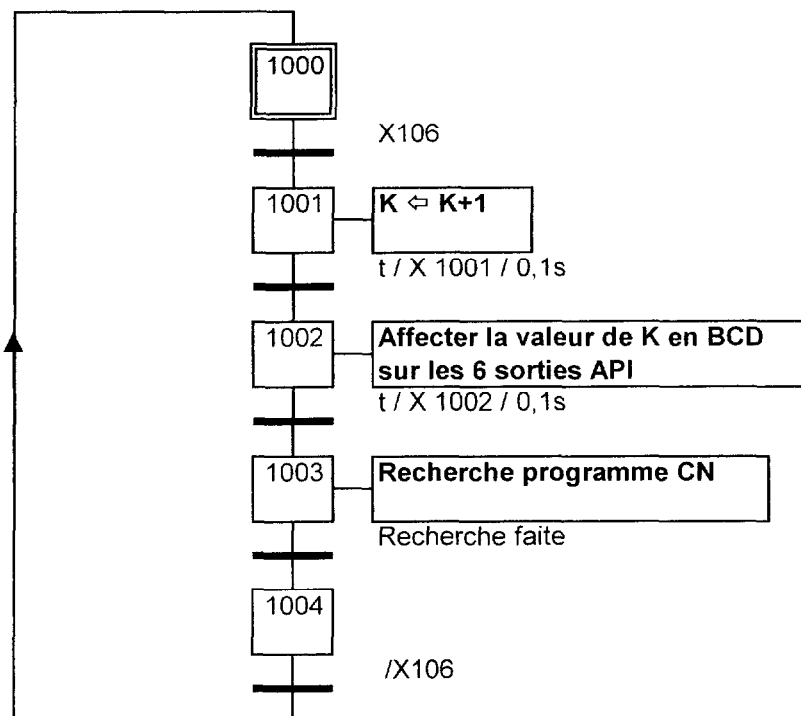 1000
X106
1001
K ⇦ K+1
t / X 1001 / 0,1s
1002
Affecter la valeur de K en BCD
sur les 6 sorties API
t / X 1002 / 0,1s
1003
Recherche programme CN
Recherche faite
1004
/X106